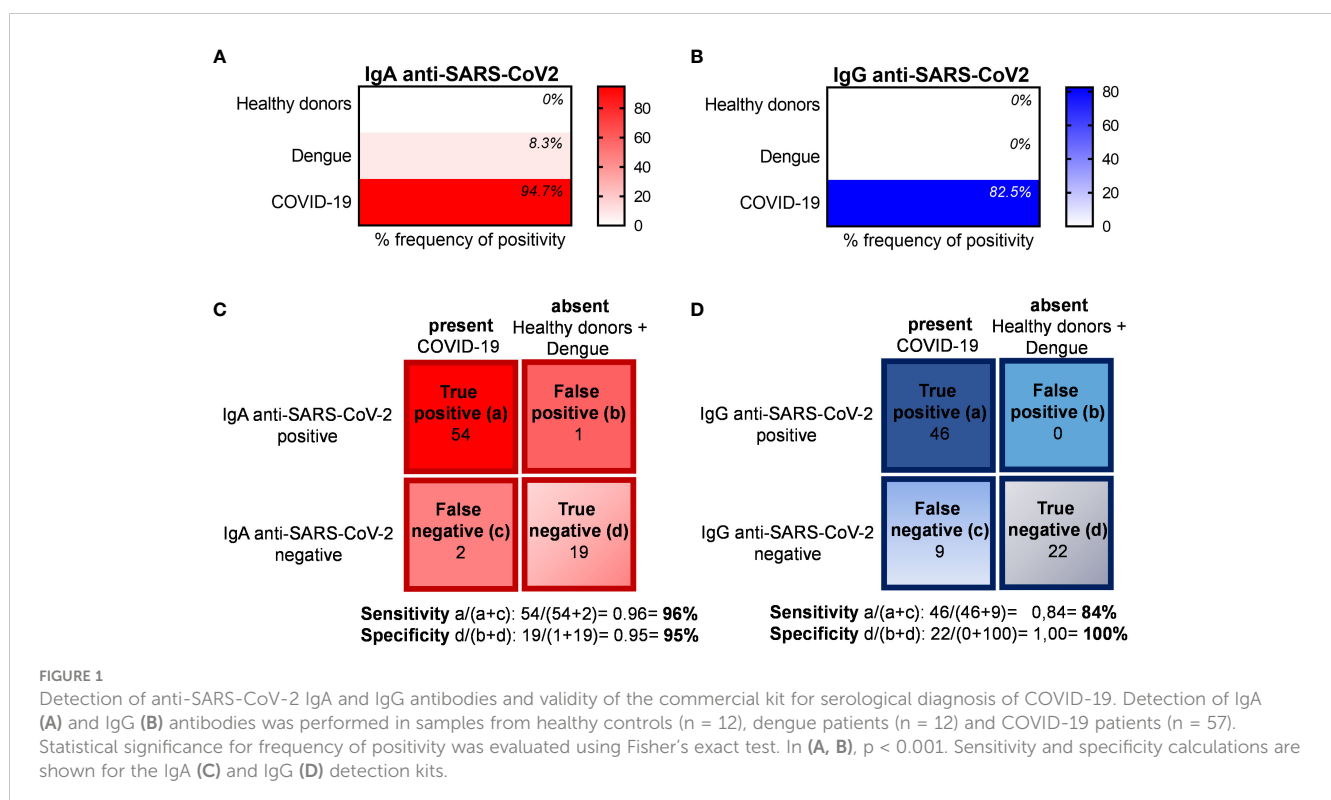 A
IgA anti-SARS-CoV2
Healthy donors
0%
Dengue
8.3%
COVID-19
94.7%
% frequency of positivity
80
60
40
20
0
B
IgG anti-SARS-CoV2
Healthy donors
0%
Dengue
0%
COVID-19
82.5%
% frequency of positivity
80
60
40
20
0
C
present
COVID-19
absent
Healthy donors +
Dengue
IgA anti-SARS-CoV-2
positive
True
positive (a)
54
False
positive (b)
1
IgA anti-SARS-CoV-2
negative
False
negative (c)
2
True
negative (d)
19
Sensitivity a/(a+c): 54/(54+2)= 0.96= 96%
Specificity d/(b+d): 19/(1+19)= 0.95= 95%
D
present
COVID-19
absent
Healthy donors +
Dengue
IgG anti-SARS-CoV-2
positive
True
positive (a)
46
False
positive (b)
0
IgG anti-SARS-CoV-2
negative
False
negative (c)
9
True
negative (d)
22
Sensitivity a/(a+c): 46/(46+9)= 0,84= 84%
Specificity d/(b+d): 22/(0+100)= 1,00= 100%
FIGURE 1
Detection of anti-SARS-CoV-2 IgA and IgG antibodies and validity of the commercial kit for serological diagnosis of COVID-19. Detection of IgA
(A) and IgG (B) antibodies was performed in samples from healthy controls (n = 12), dengue patients (n = 12) and COVID-19 patients (n = 57).
Statistical significance for frequency of positivity was evaluated using Fisher's exact test. In (A, B), p < 0.001. Sensitivity and specificity calculations are
shown for the IgA (C) and IgG (D) detection kits.